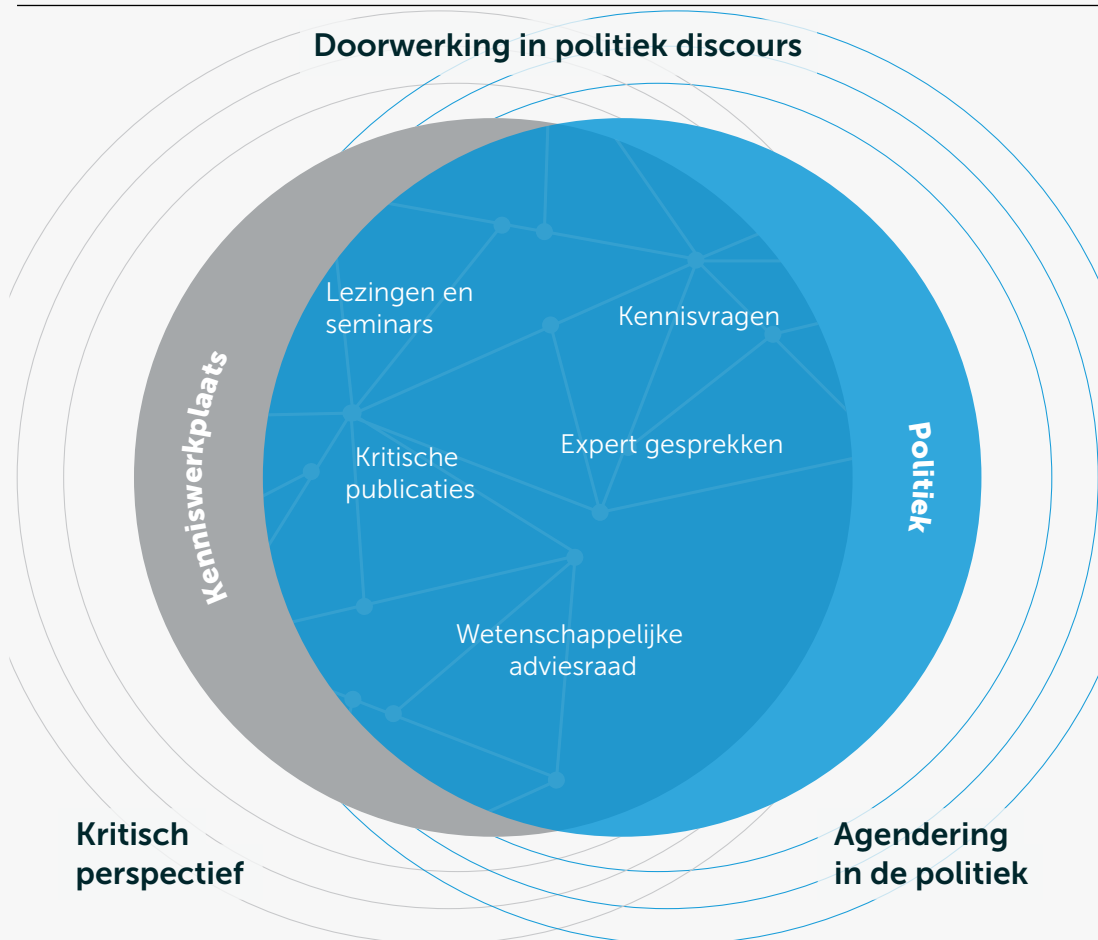 Doorwerking in politiek discours
Lezingen en
seminars
Kennisvragen
Kenniswerkplaats
Kritische
publicaties
Expert gesprekken
Politiek
Wetenschappelijke
adviesraad
Kritisch
perspectief
Agendering
in de politiek